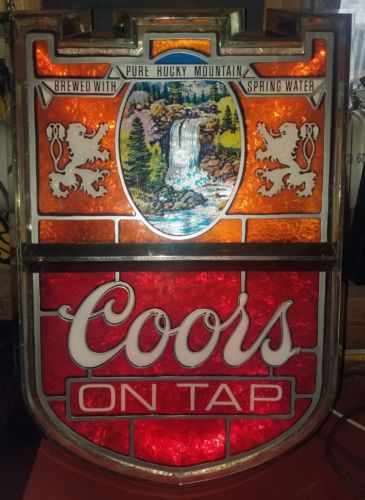 PURE ROCKY MOUNTAIN
BREWED WITH SPRING WATER
Coors
ON TAP